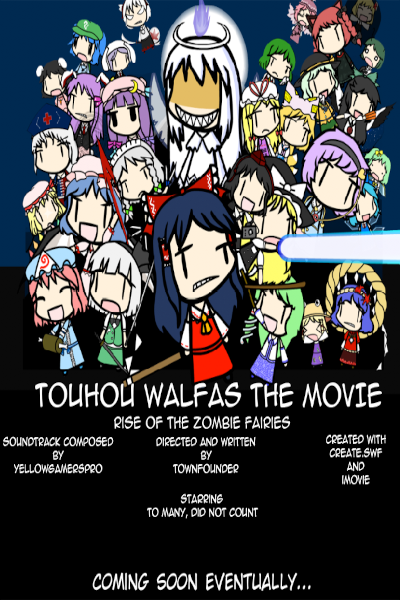 TOUHOU WALFAS THE MOVIE
RISE OF THE ZOMBIE FAIRIES
SOUNDTRACK COMPOSED
BY
YELLOWGAMERSPRO
DIRECTED AND WRITTEN
BY
TOWNFOUNDER
CREATED WITH
CREATE.SWF
AND
IMOVIE
STARRING
TO MANY, DID NOT COUNT
COMING SOON EVENTUALLY...